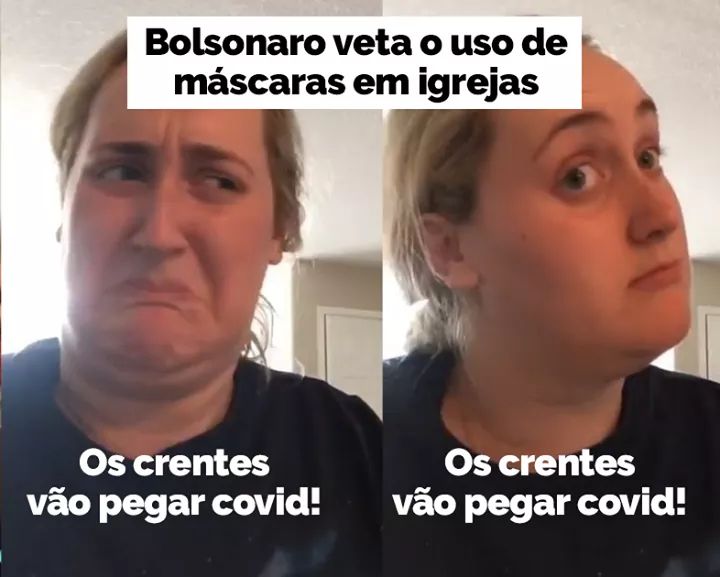 Bolsonaro veta o uso de
máscaras em igrejas
Os crentes
vão pegar covid!
Os crentes
vão pegar covid!